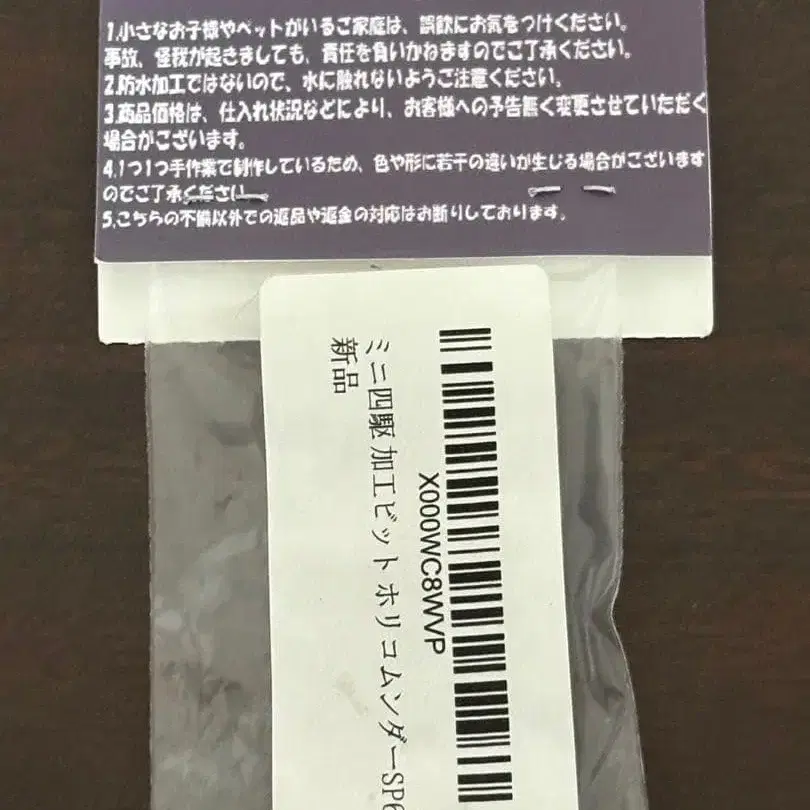 1.小さなお子様やペットがいるご家庭は、誤飲にお気をつけください。
事故、怪我が起きましても、責任を負いかねますのでご了承ください。
2.防水加工ではないので、水に触れないようご注意ください。
3.商品価格は、仕入れ状況などにより、お客様への予告無く変更させていただく
場合がございます。
4.1つ1つ手作業で制作しているため、色や形に若干の違いが生じる場合がございます
のでご了承ください。
5.こちらの不備以外での返品や返金の対応はお断りしております。
X000WC8WVP
ミニ四駆 加工ビット ホリコムンダーSP6
新品